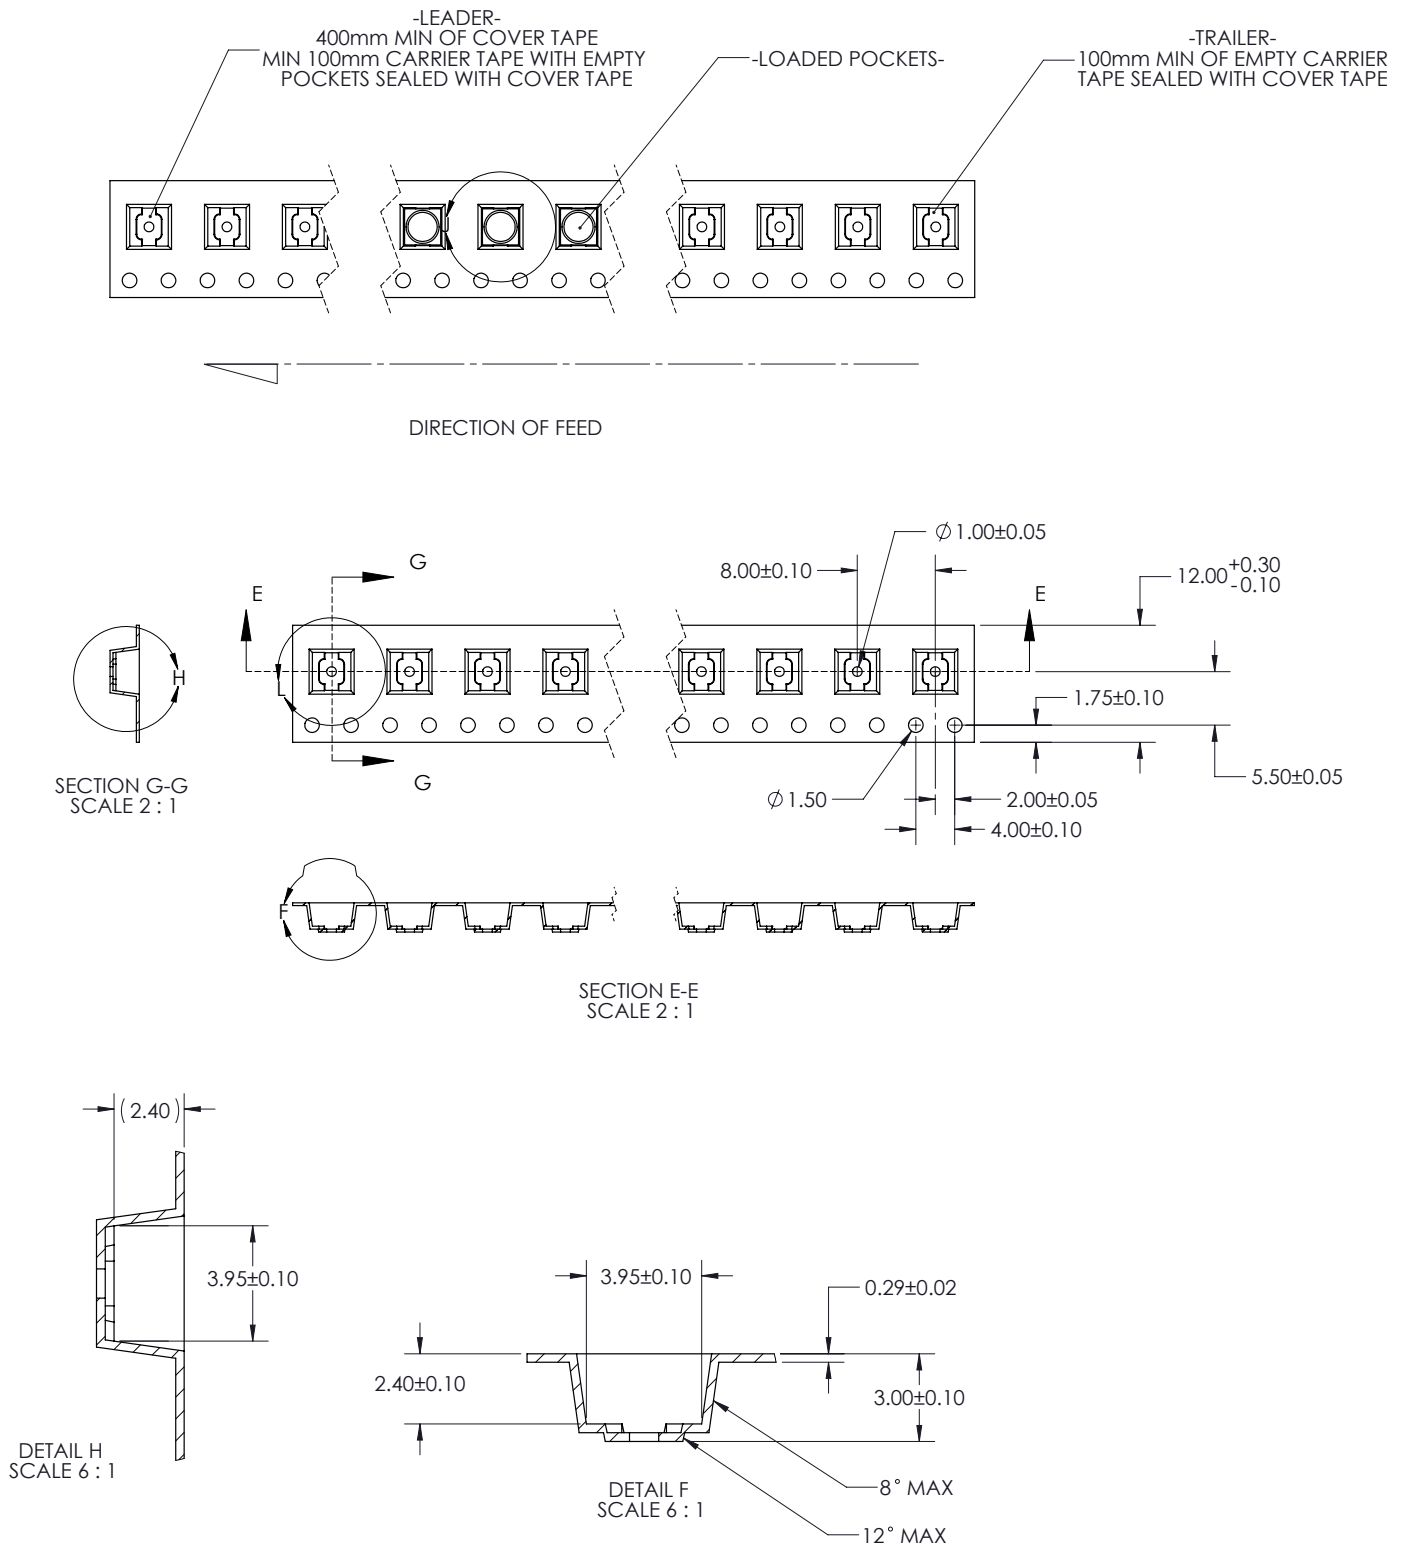 -LEADER-
400mm MIN OF COVER TAPE
MIN 100mm CARRIER TAPE WITH EMPTY
POCKETS SEALED WITH COVER TAPE
-LOADED POCKETS-
-TRAILER-
100mm MIN OF EMPTY CARRIER
TAPE SEALED WITH COVER TAPE
J
DIRECTION OF FEED
G
E
8.00±0.10
∅1.00±0.05
E
12.00 +0.30
-0.10
H
L
1.75±0.10
G
SECTION G-G
SCALE 2 : 1
∅1.50
2.00±0.05
4.00±0.10
5.50±0.05
F
SECTION E-E
SCALE 2 : 1
(2.40)
3.95±0.10
DETAIL H
SCALE 6 : 1
3.95±0.10
0.29±0.02
2.40±0.10
3.00±0.10
8° MAX
12° MAX
DETAIL F
SCALE 6 : 1